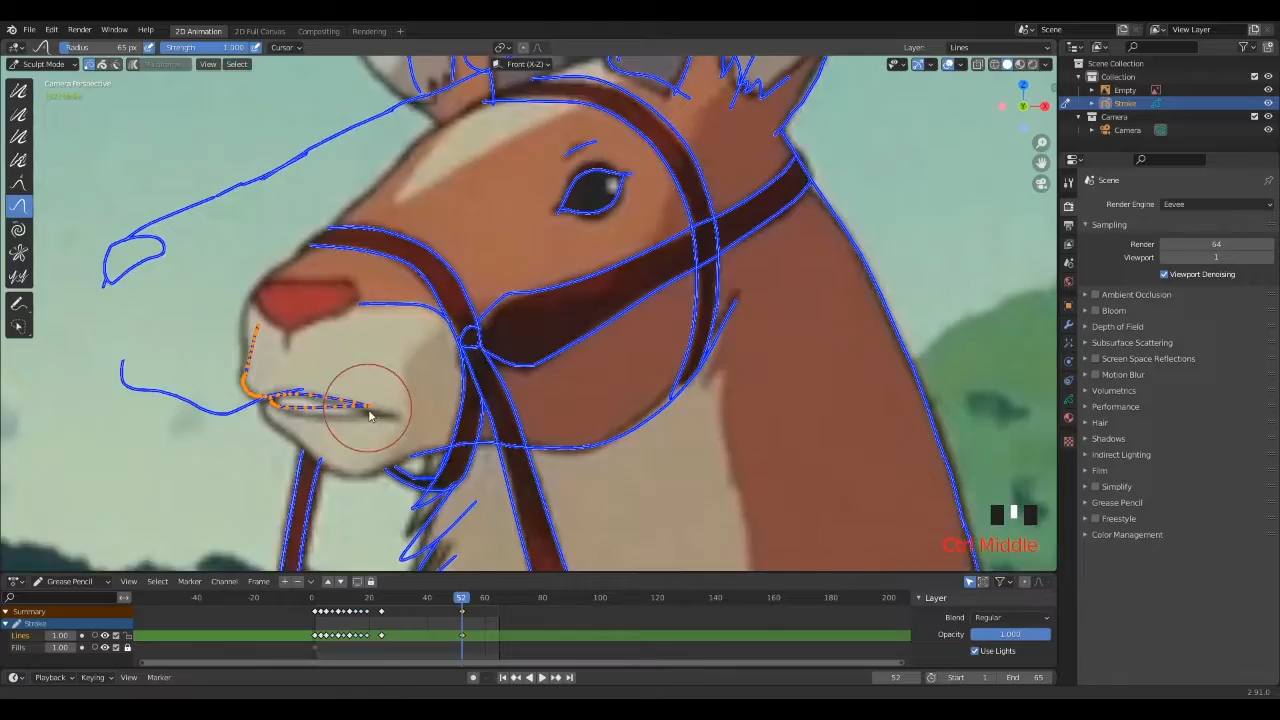 File Edit Render Window Help 2D Animation 2D Full Canvas Compositing Rendering + Scene View Layer
Radius 65 px Strength 1.000 Cursor Layer: Lines
Sculpt Mode View Select Front (X-Z)
Camera Perspective
Scene Collection
Collection
Empty
Stroke
Camera
Camera
Scene
Render Engine Eevee
Sampling
Render 64
Viewport 1
Viewport Denoising
Ambient Occlusion
Bloom
Depth of Field
Subsurface Scattering
Screen Space Reflections
Motion Blur
Volumetrics
Performance
Hair
Shadows
Indirect Lighting
Film
Simplify
Grease Pencil
Freestyle
Color Management
Ctrl Middle
Grease Pencil View Select Marker Channel Frame
-40 -20 0 20 40 52 60 80 100 120 140 160 180 200
Summary
Stroke
Lines 1.00
Fills 1.00
Layer
Blend Regular
Opacity 1.000
Use Lights
Playback Keying View Marker 52 Start 1 End 65
2.91.0